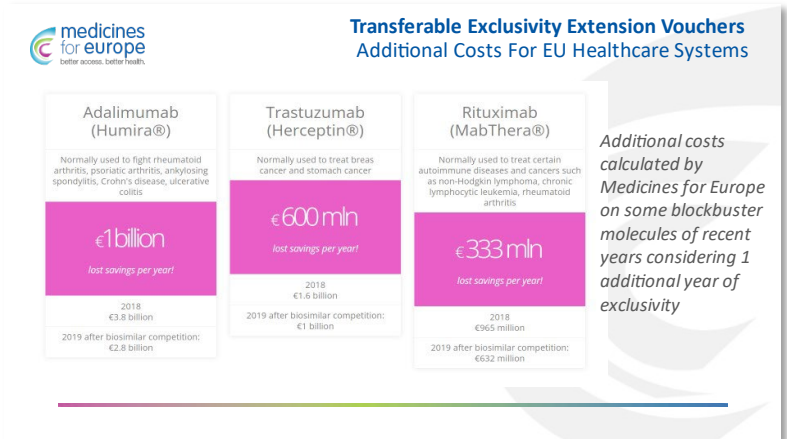 medicines
for europe
better access. better health.
Transferable Exclusivity Extension Vouchers
Additional Costs For EU Healthcare Systems
Adalimumab
(Humira®)
Normally used to fight rheumatoid
arthritis, psoriatic arthritis, ankylosing
spondylitis, Crohn's disease, ulcerative
colitis
€1 billion
lost savings per year!
2018
€3.8 billion
2019 after biosimilar competition:
€2.8 billion
Trastuzumab
(Herceptin®)
Normally used to treat breas
cancer and stomach cancer
€600 mln
lost savings per year!
2018
€1.6 billion
2019 after biosimilar competition:
€1 billion
Rituximab
(MabThera®)
Normally used to treat certain
autoimmune diseases and cancers such
as non-Hodgkin lymphoma, chronic
lymphocytic leukemia, rheumatoid
arthritis
€333 mln
lost savings per year!
2018
€965 million
2019 after biosimilar competition:
€632 million
Additional costs
calculated by
Medicines for Europe
on some blockbuster
molecules of recent
years considering 1
additional year of
exclusivity